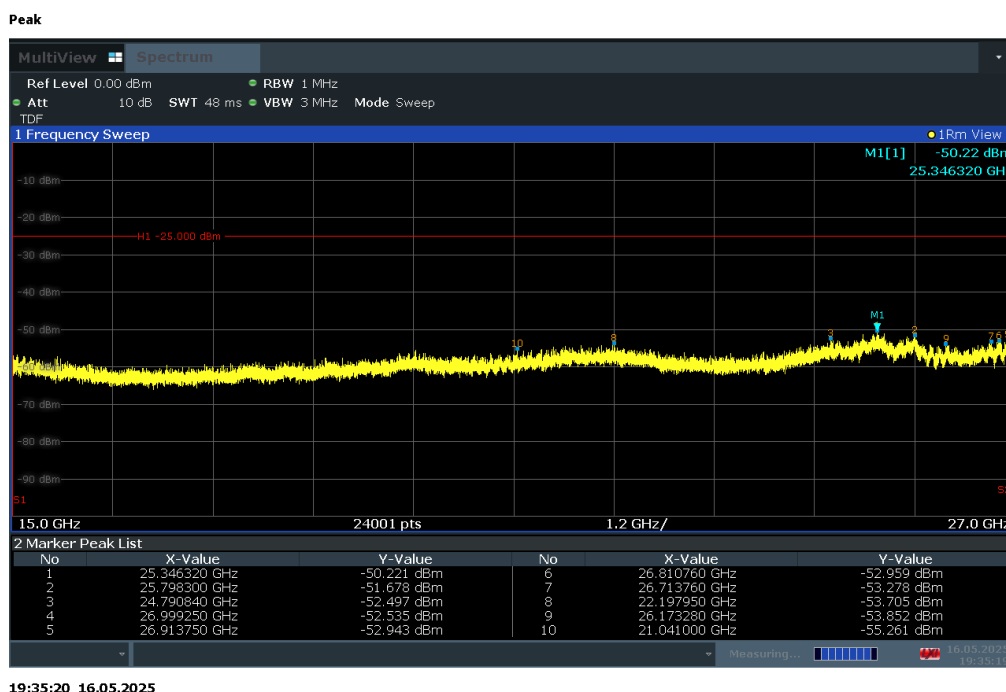 Peak
MultiView Spectrum
Ref Level 0.00 dBm RBW 1 MHz
Att 10 dB SWT 48 ms VBW 3 MHz Mode Sweep
TDF
1 Frequency Sweep 1Rm View
M1[1] -50.22 dBm
25.346320 GH
-10 dBm
-20 dBm
H1 -25.000 dBm
-30 dBm
-40 dBm
-50 dBm
M1
3 2
10 8 9 7 6
-60 dBm
-70 dBm
-80 dBm
-90 dBm
S1
15.0 GHz 24001 pts 1.2 GHz/ 27.0 GHz
2 Marker Peak List
No X-Value Y-Value No X-Value Y-Value
1 25.346320 GHz -50.221 dBm 6 26.810760 GHz -52.959 dBm
2 25.798300 GHz -51.678 dBm 7 26.713760 GHz -53.278 dBm
3 24.790840 GHz -52.497 dBm 8 22.197950 GHz -53.705 dBm
4 26.999250 GHz -52.535 dBm 9 26.173280 GHz -53.852 dBm
5 26.913750 GHz -52.943 dBm 10 21.041000 GHz -55.261 dBm
Measuring... 16.05.2025
19:35:19
19:35:20 16.05.2025